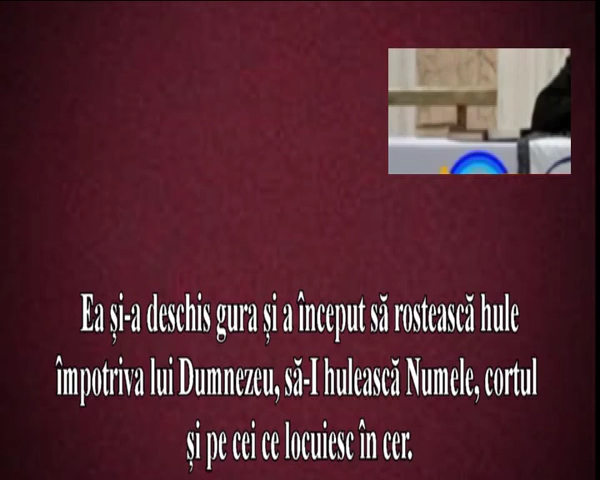 Ea și-a deschis gura și a început să rostească hule
împotriva lui Dumnezeu, să-I hulească Numele, cortul
și pe cei ce locuiesc în cer.